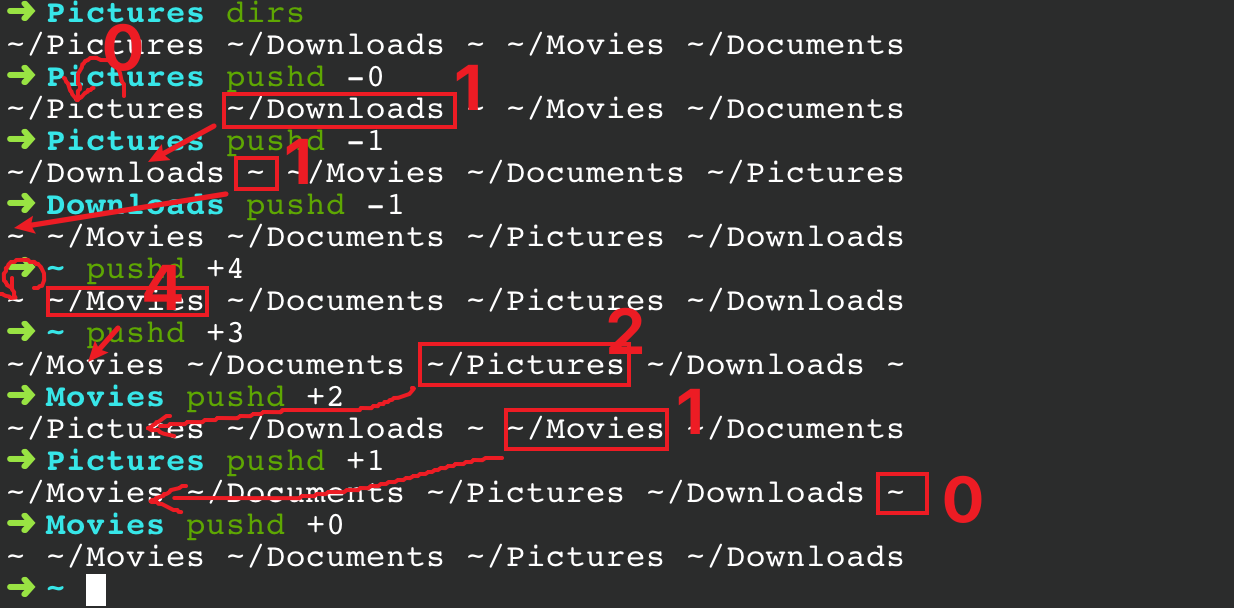 ➜ Pictures dirs
~/Pictures ~/Downloads ~ ~/Movies ~/Documents
0
➜ Pictures pushd -0
~/Pictures ~/Downloads ~ ~/Movies ~/Documents
1
➜ Pictures pushd -1
~/Downloads ~ ~/Movies ~/Documents ~/Pictures
1
➜ Downloads pushd -1
~ ~/Movies ~/Documents ~/Pictures ~/Downloads
➜ ~ pushd +4
~ ~/Movies ~/Documents ~/Pictures ~/Downloads
4
➜ ~ pushd +3
~/Movies ~/Documents ~/Pictures ~/Downloads ~
2
➜ Movies pushd +2
~/Pictures ~/Downloads ~ ~/Movies ~/Documents
1
➜ Pictures pushd +1
~/Movies ~/Documents ~/Pictures ~/Downloads ~
0
➜ Movies pushd +0
~ ~/Movies ~/Documents ~/Pictures ~/Downloads
➜ ~